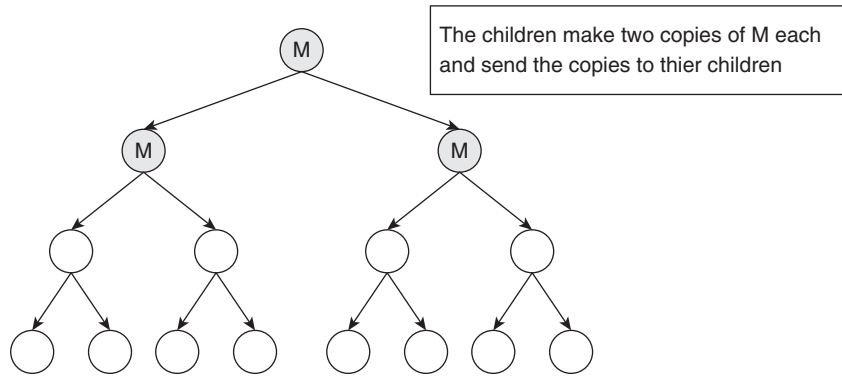 M
The children make two copies of M each
and send the copies to thier children
M
M